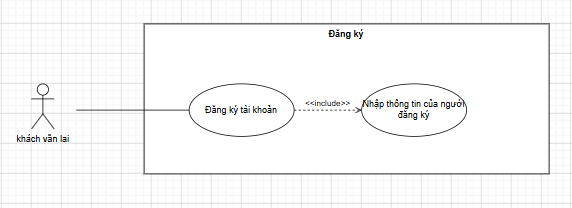 Đăng ký
Đăng ký tài khoản
<<include>>
Nhập thông tin của người
đăng ký
khách vãn lai